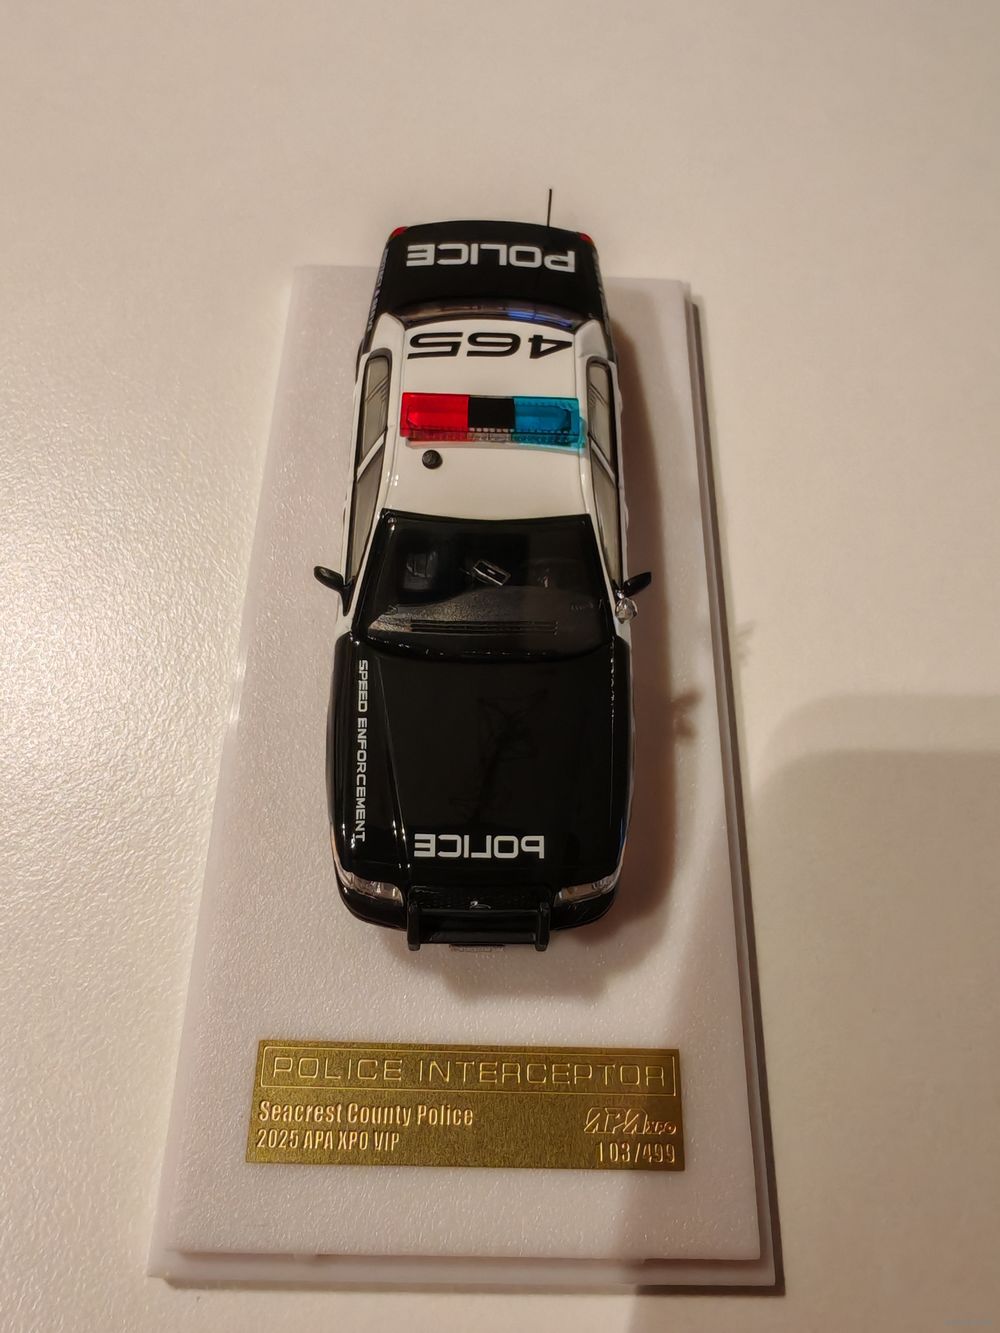 POLICE
465
SPEED ENFORCEMENT
POLICE
POLICE INTERCEPTOR
Seacrest County Police
2025 APA XPO VIP
APA XPO
103/499